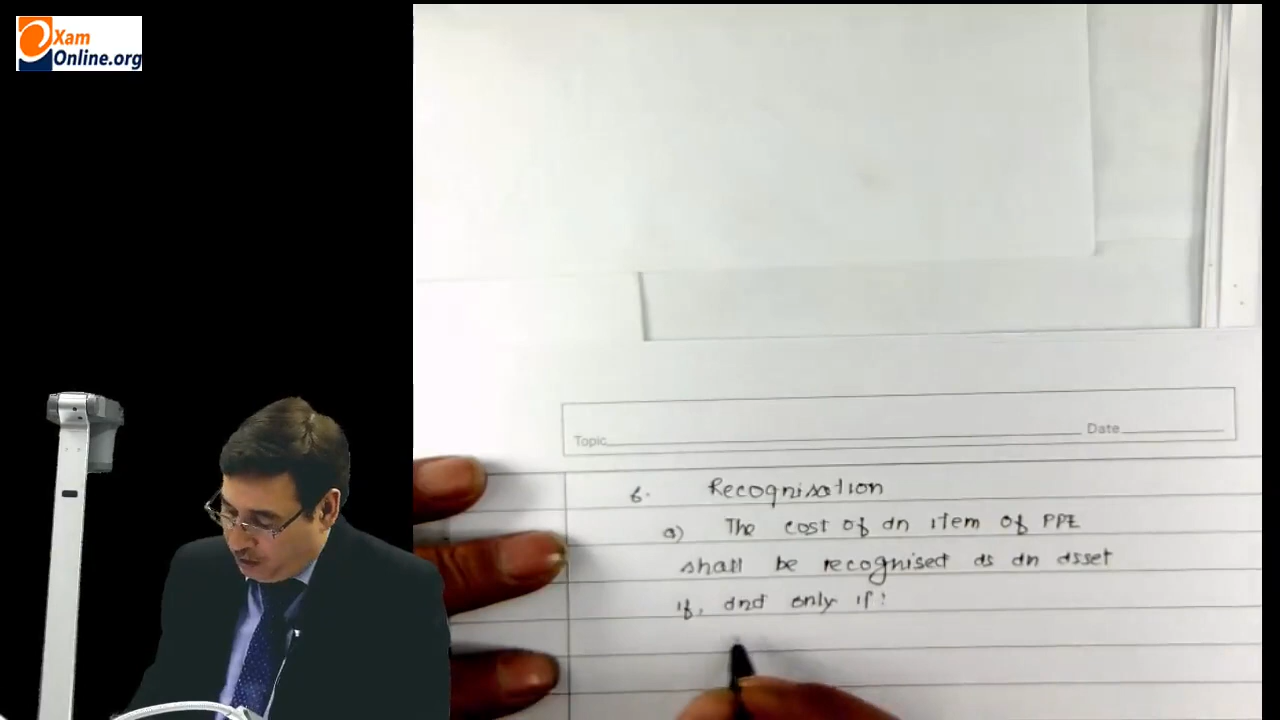 Xam
Online.org
Topic
Date
6. Recognisation
a) The cost of an item of PPE
shall be recognised as an asset
if, and only if: